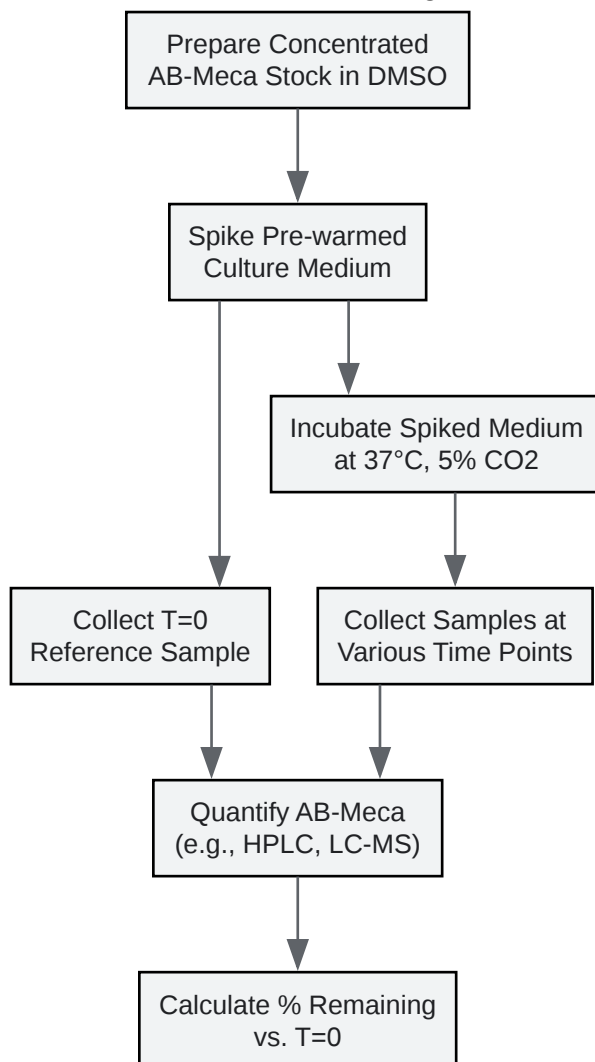 Prepare Concentrated
AB-Meca Stock in DMSO
Spike Pre-warmed
Culture Medium
Incubate Spiked Medium
at 37°C, 5% CO2
Collect T=0
Reference Sample
Collect Samples at
Various Time Points
Quantify AB-Meca
(e.g., HPLC, LC-MS)
Calculate % Remaining
vs. T=0